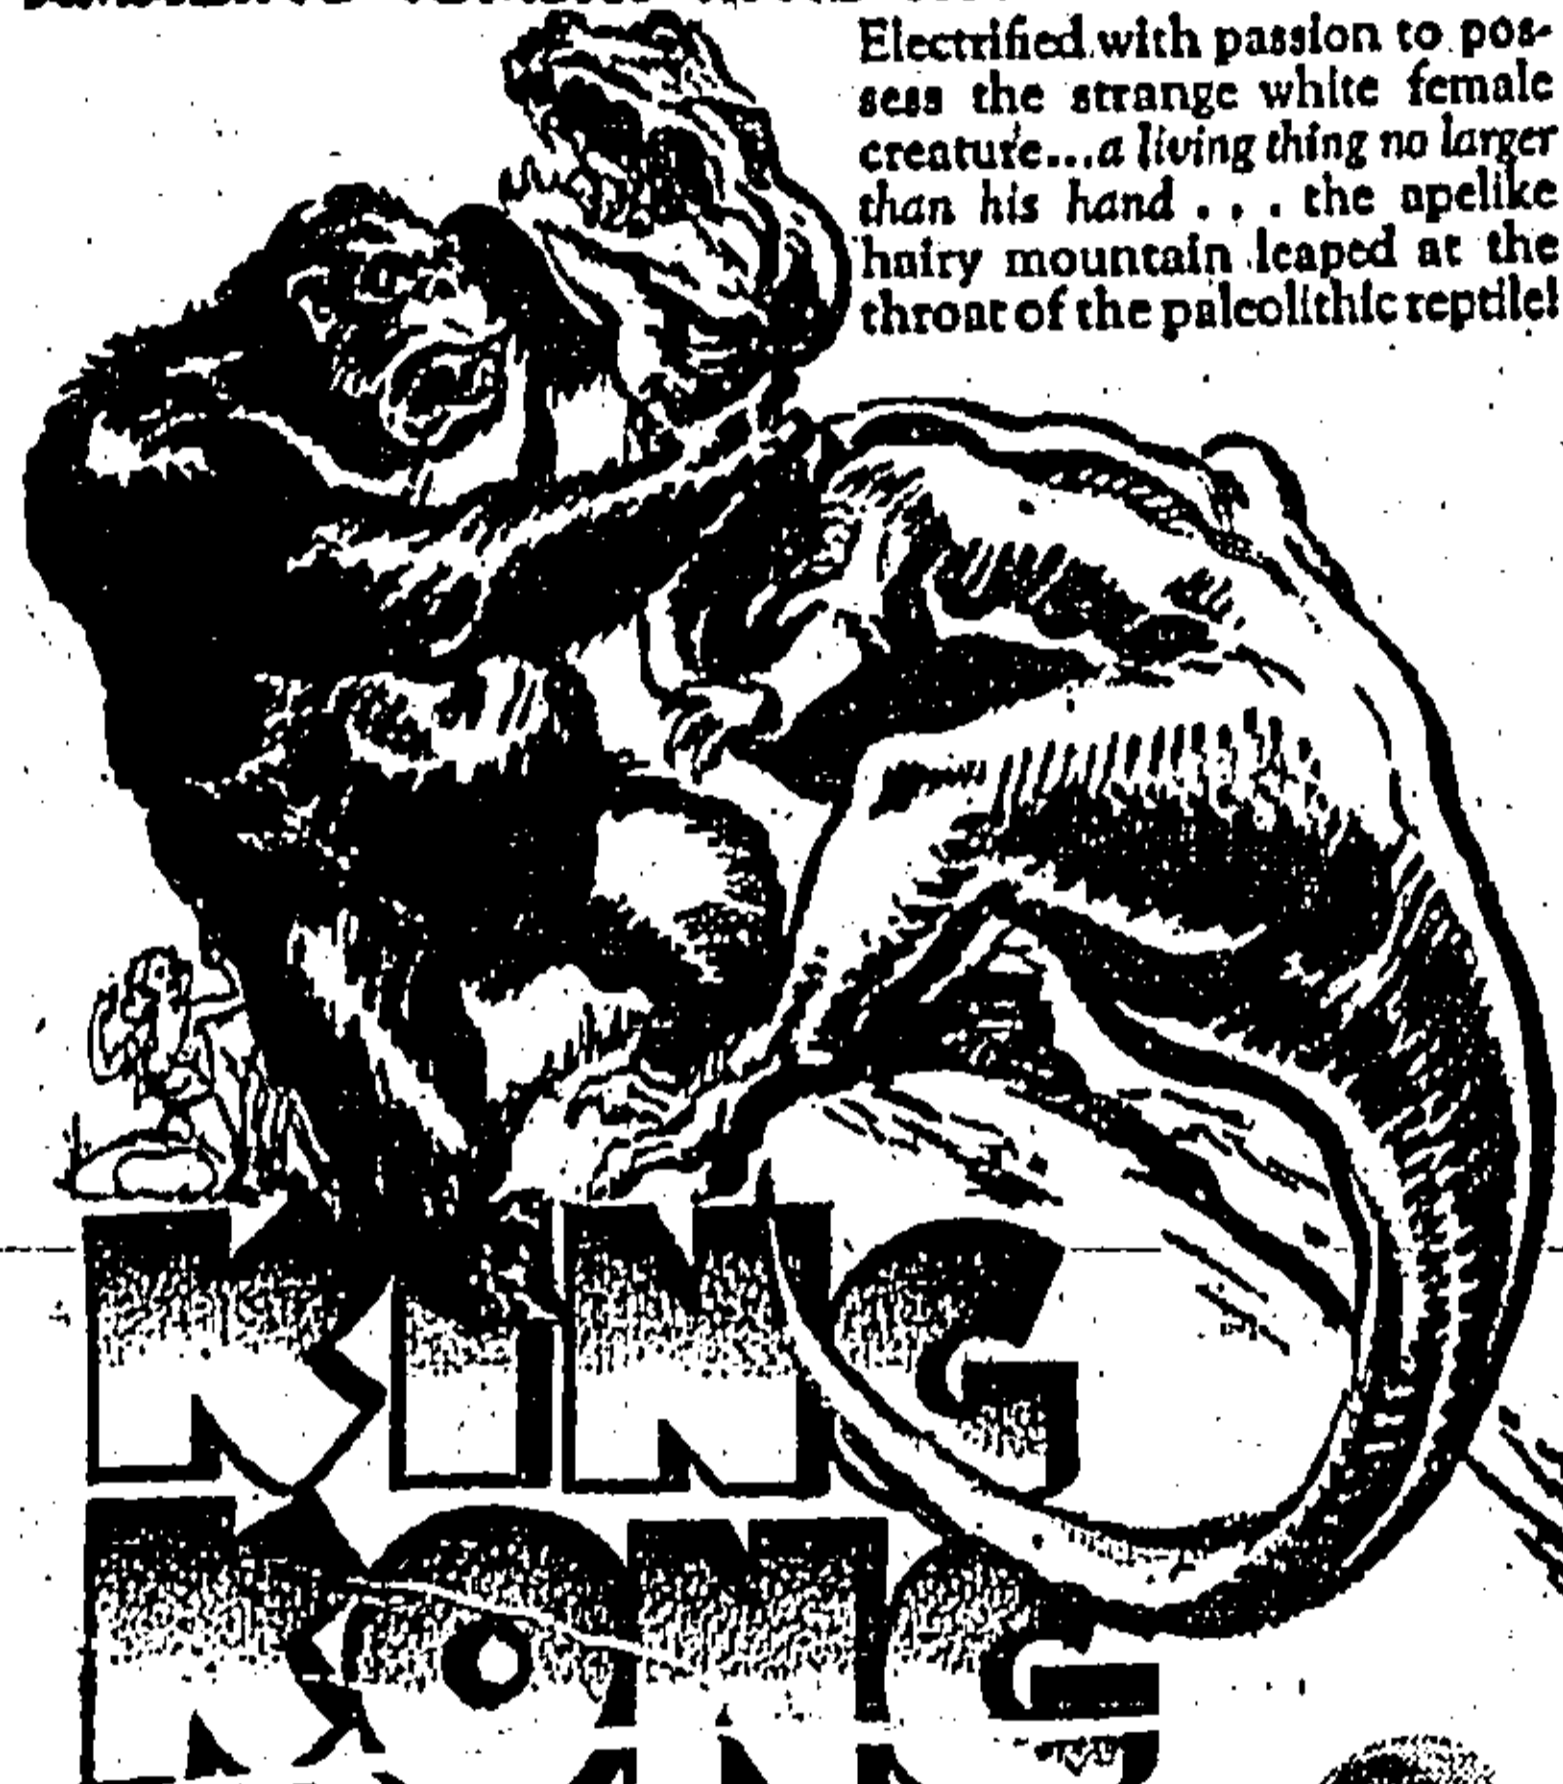 Electrified with passion to pos-
sess the strange white female
creature...a living thing no larger
than his hand . . . the apelike
hairy mountain leaped at the
throat of the paleolithic reptile!
KING
KONG